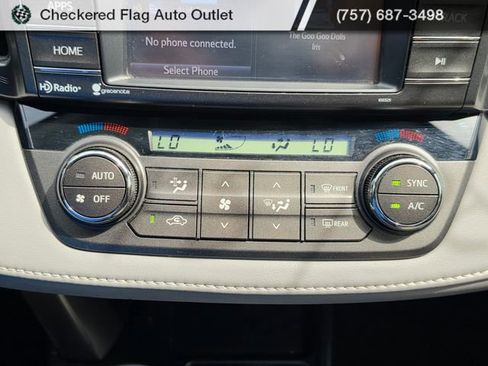 Checkered Flag Auto Outlet
(757) 687-3498
APPS
HOME
HD Radio
gracenote
No phone connected.
Select Phone
The Goo Goo Dolls
Iris
LO
LO
AUTO
OFF
FRONT
REAR
SYNC
A/C